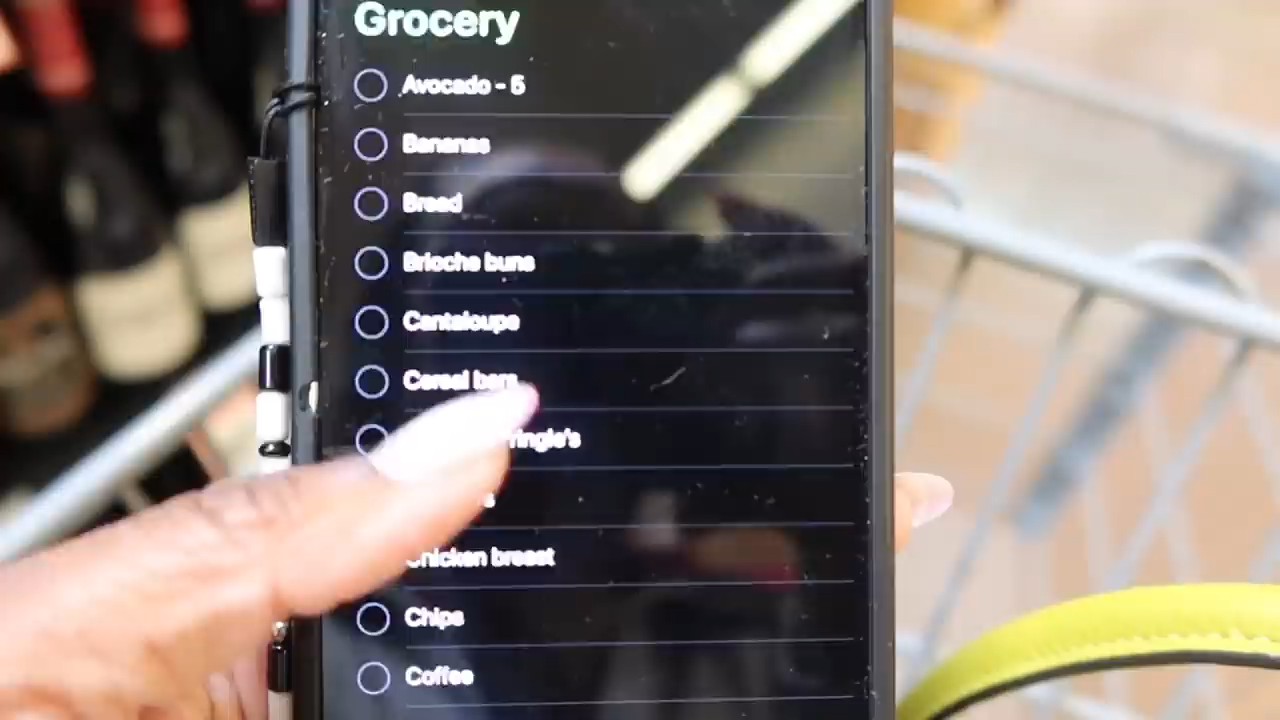 Grocery
Avocado - 5
Bananas
Bread
Brioche buns
Cantaloupe
Cereal bars
Chicken breast
Chips
Coffee